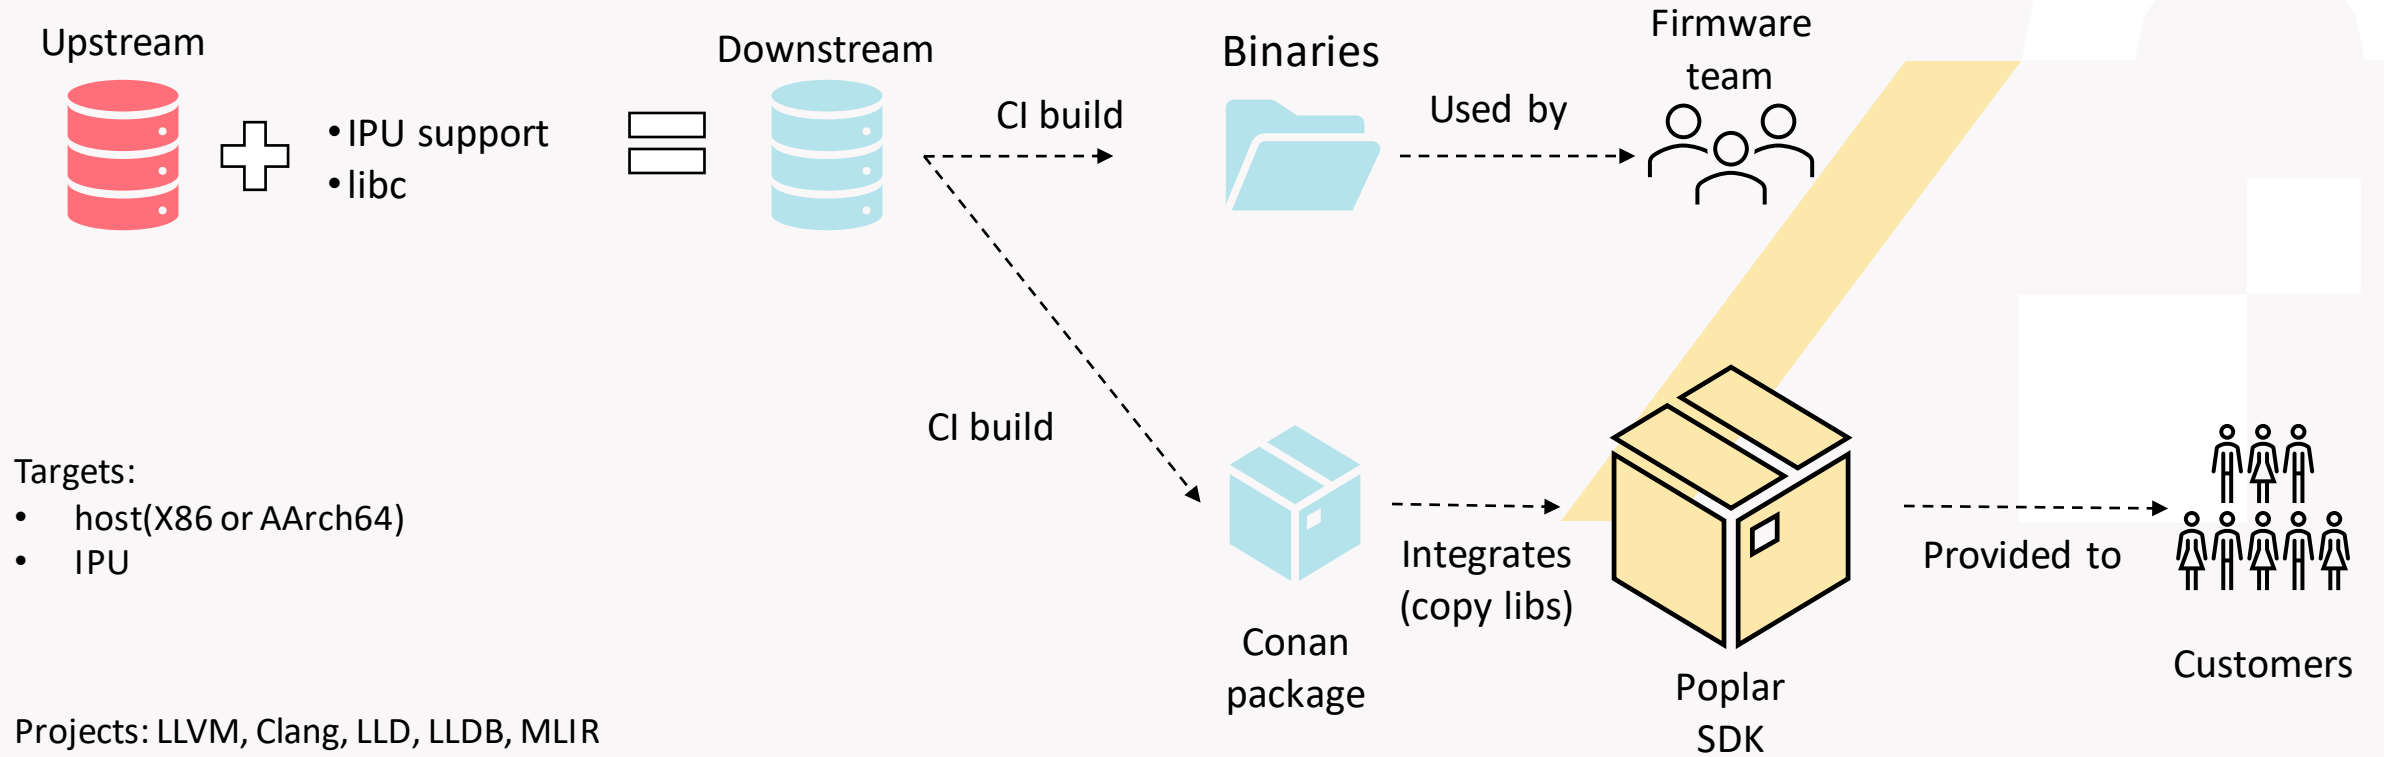 Upstream
• IPU support
• libc
Downstream
CI build
Binaries
Used by
Firmware
team
CI build
Conan
package
Integrates
(copy libs)
Poplar
SDK
Provided to
Customers
Targets:
• host(X86 or AArch64)
• IPU
Projects: LLVM, Clang, LLD, LLDB, MLIR